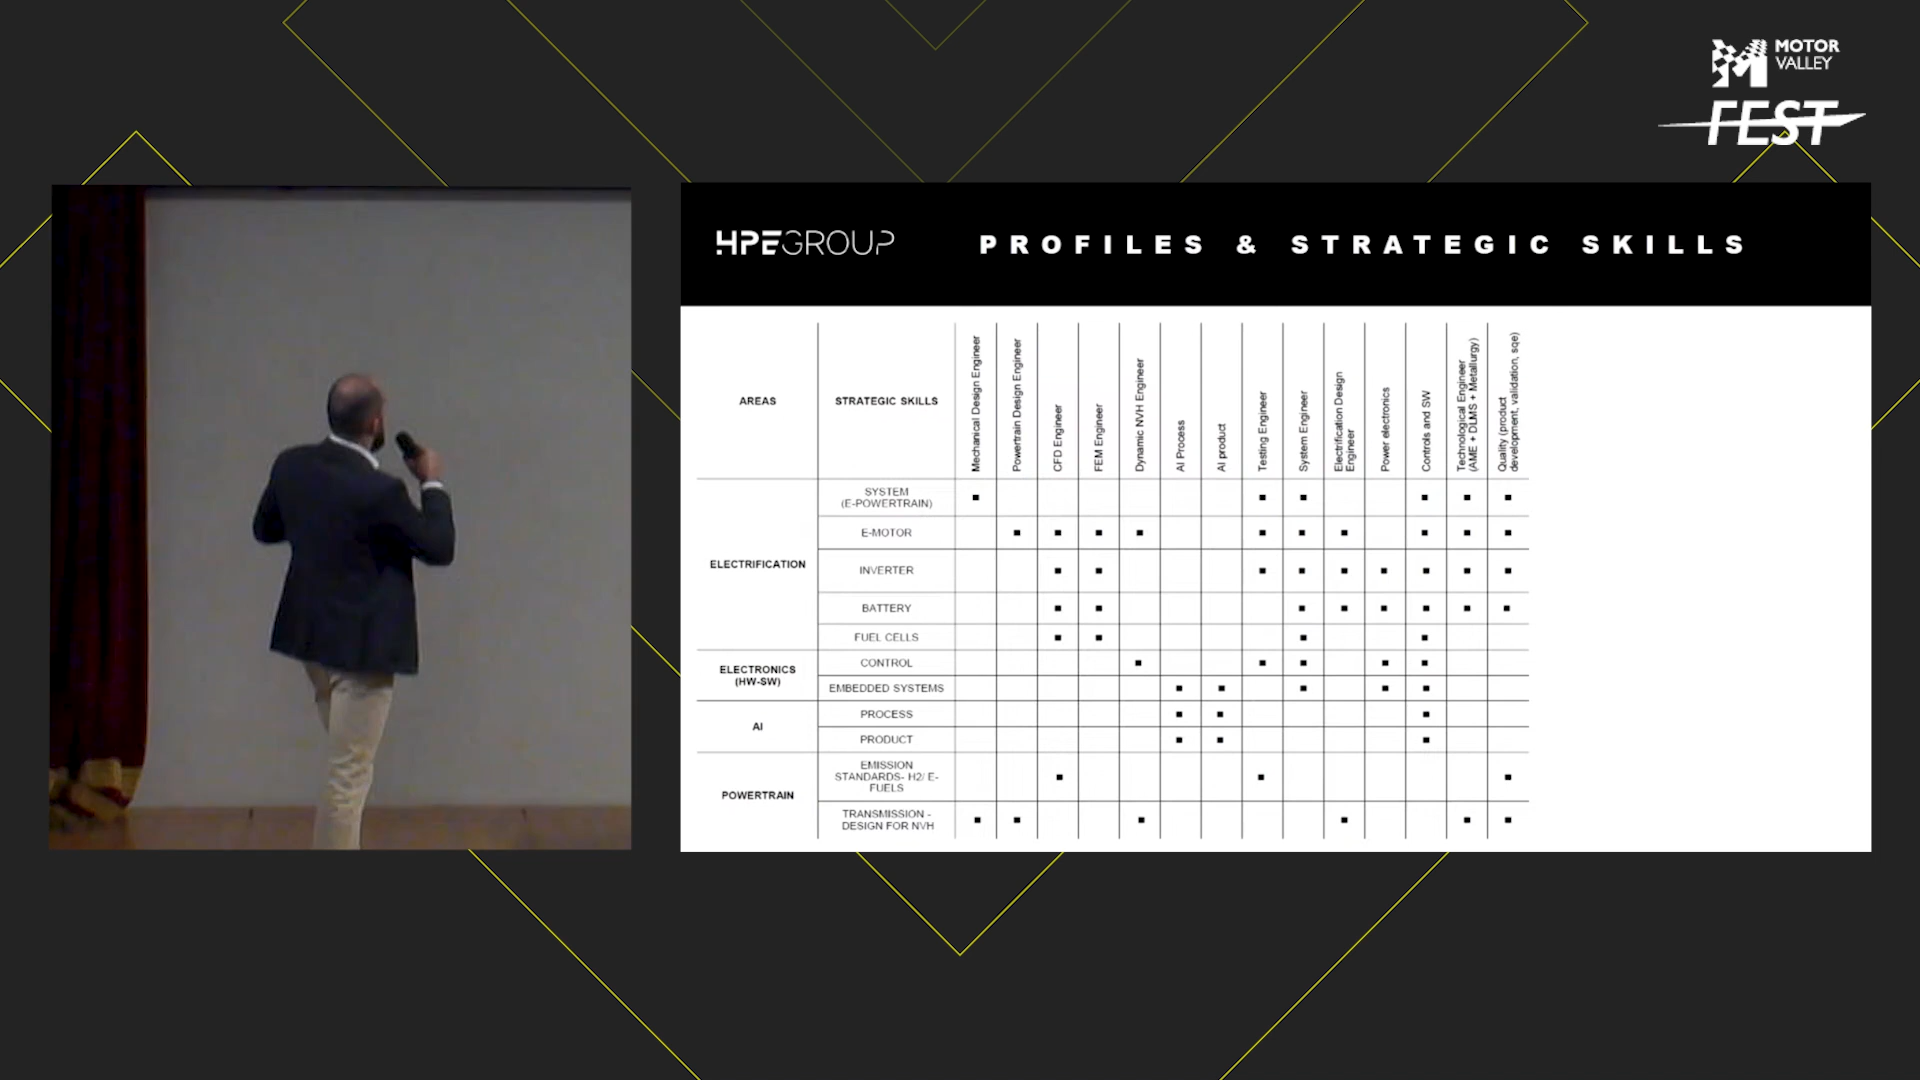 MOTOR
VALLEY
FEST
HPEGROUP
PROFILES & STRATEGIC SKILLS
AREAS
STRATEGIC SKILLS
Mechanical Design Engineer
Powertrain Design Engineer
CFD Engineer
FEM Engineer
Dynamic NVH Engineer
AI Process
AI product
Testing Engineer
System Engineer
Electrification Design
Engineer
Power electronics
Controls and SW
Technological Engineer
(AME + DLMS + Metallurgy)
Quality (product
development, validation, sqe)
ELECTRIFICATION
SYSTEM
(E-POWERTRAIN)
E-MOTOR
INVERTER
BATTERY
FUEL CELLS
ELECTRONICS
(HW-SW)
CONTROL
EMBEDDED SYSTEMS
AI
PROCESS
PRODUCT
POWERTRAIN
EMISSION
STANDARDS- H2/ E-
FUELS
TRANSMISSION -
DESIGN FOR NVH